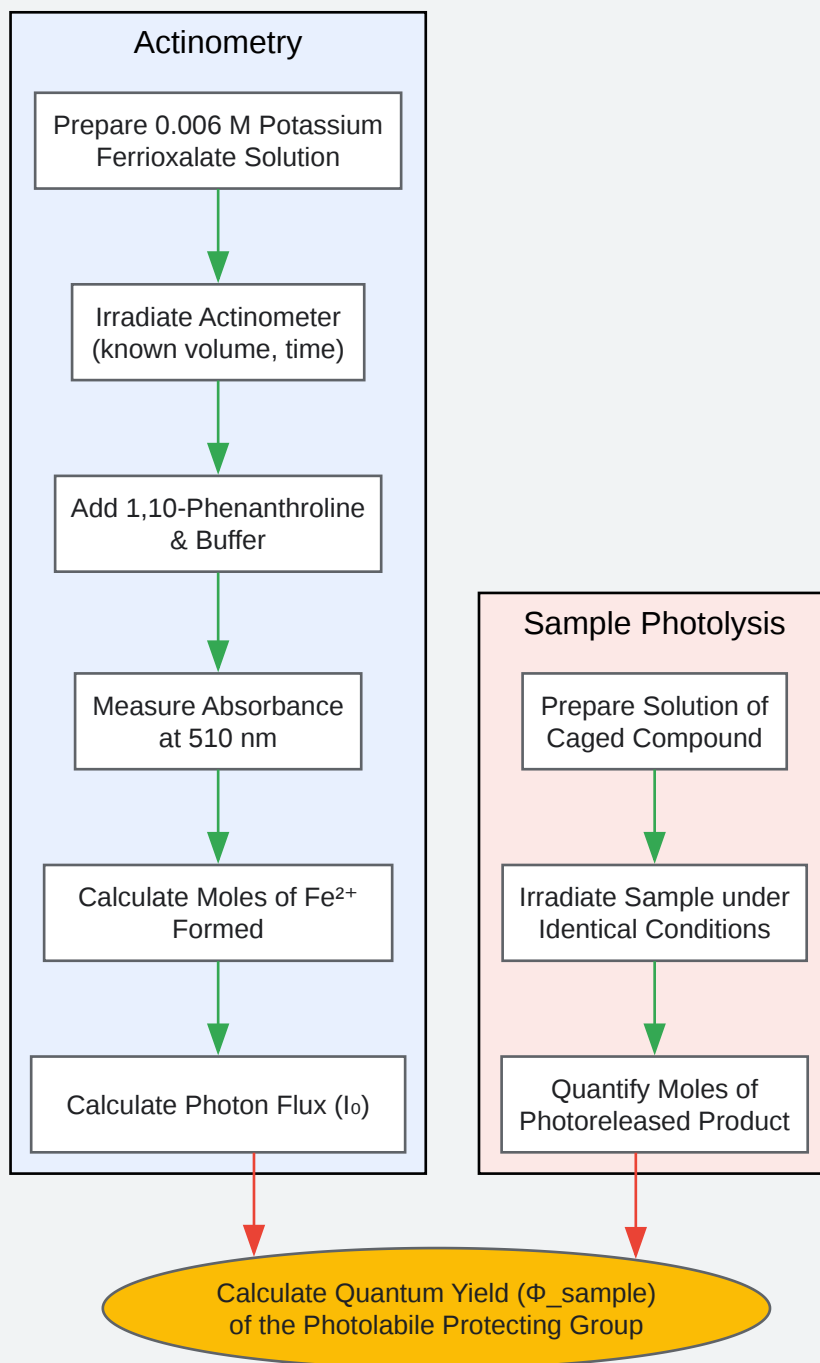 Actinometry
Prepare 0.006 M Potassium
Ferrioxalate Solution
Irradiate Actinometer
(known volume, time)
Add 1,10-Phenanthroline
& Buffer
Measure Absorbance
at 510 nm
Calculate Moles of Fe²⁺
Formed
Calculate Photon Flux (I₀)
Sample Photolysis
Prepare Solution of
Caged Compound
Irradiate Sample under
Identical Conditions
Quantify Moles of
Photoreleased Product
Calculate Quantum Yield (Φ_sample)
of the Photolabile Protecting Group